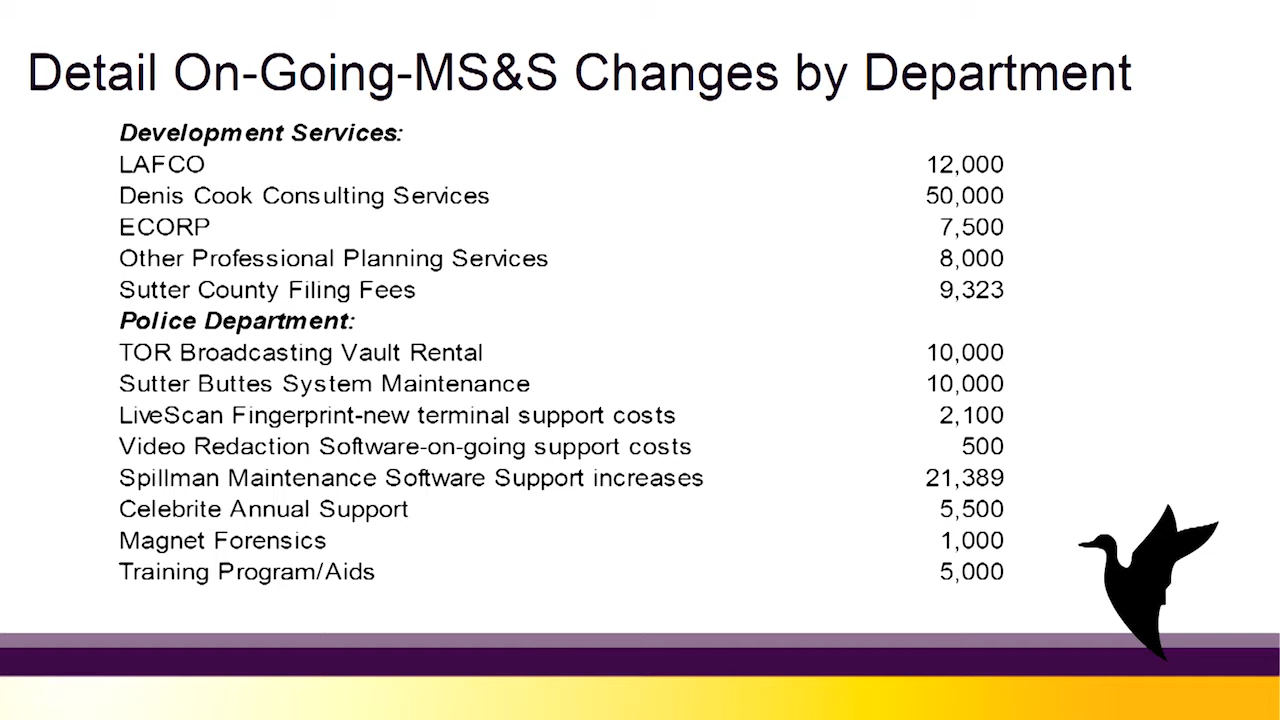 Detail On-Going-MS&S Changes by Department
Development Services:
LAFCO 12,000
Denis Cook Consulting Services 50,000
ECORP 7,500
Other Professional Planning Services 8,000
Sutter County Filing Fees 9,323
Police Department:
TOR Broadcasting Vault Rental 10,000
Sutter Buttes System Maintenance 10,000
LiveScan Fingerprint-new terminal support costs 2,100
Video Redaction Software-on-going support costs 500
Spillman Maintenance Software Support increases 21,389
Celebrite Annual Support 5,500
Magnet Forensics 1,000
Training Program/Aids 5,000